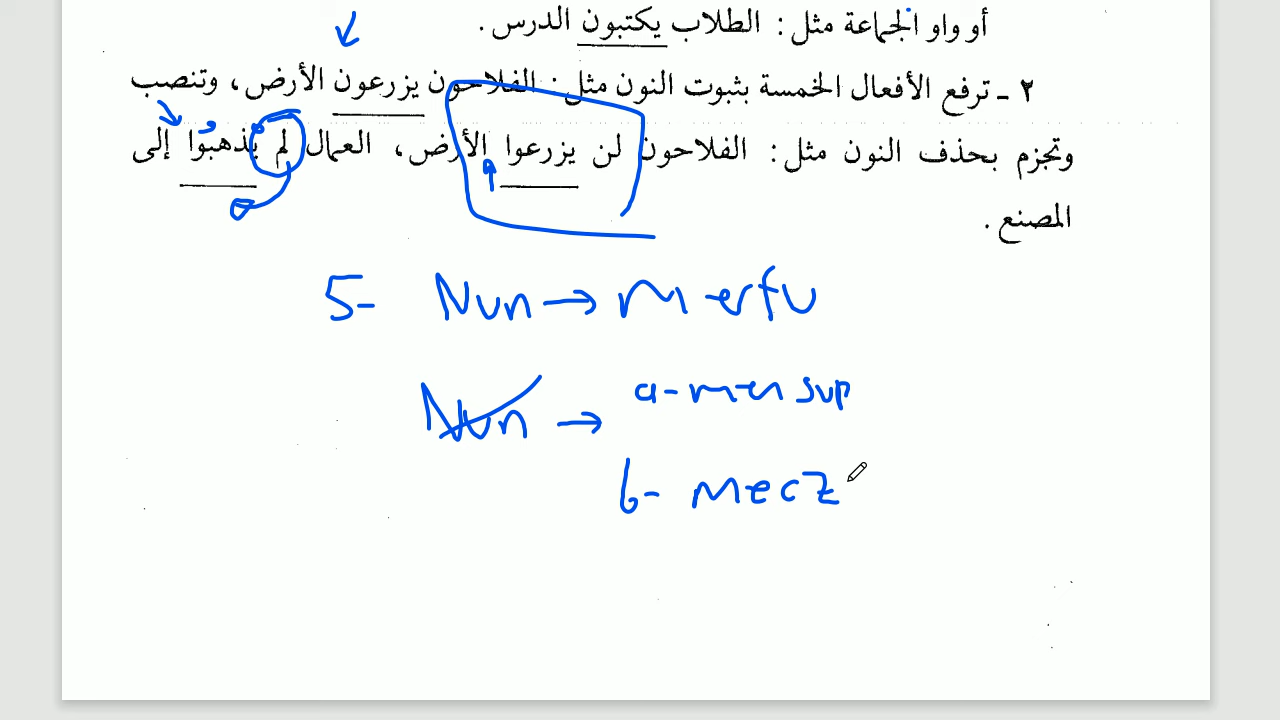 أو واو الجماعة مثل : الطلاب يكتبون الدرس .
٢ ـ ترفع الأفعال الخمسة بثبوت النون مثل : الفلاحون يزرعون الأرض ، وتنصب
وتجزم بحذف النون مثل : الفلاحون لن يزرعوا الأرض ، العمال لم يذهبوا إلى
المصنع .
5- Nun → merfu
Nun → a- mensup
b- mecz